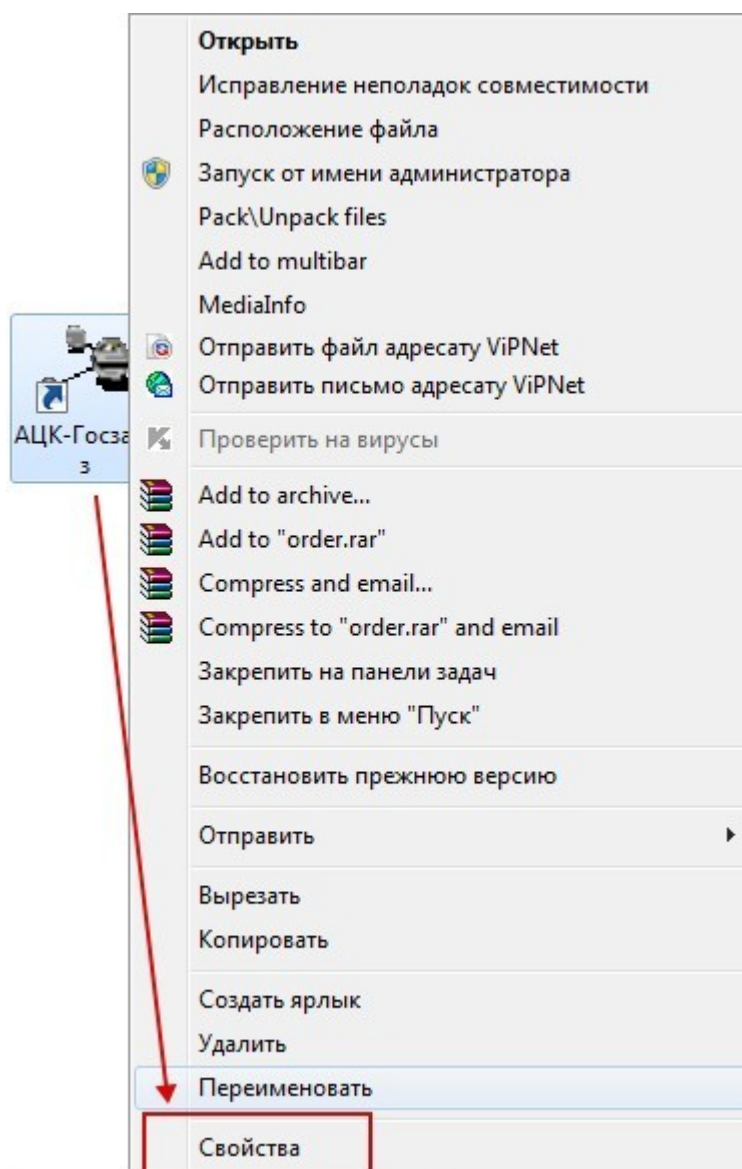 Открыть
Исправление неполадок совместимости
Расположение файла
Запуск от имени администратора
Pack\Unpack files
Add to multibar
MediaInfo
Отправить файл адресату ViPNet
Отправить письмо адресату ViPNet
АЦК-Госза
з
Проверить на вирусы
Add to archive...
Add to "order.rar"
Compress and email...
Compress to "order.rar" and email
Закрепить на панели задач
Закрепить в меню "Пуск"
Восстановить прежнюю версию
Отправить
Вырезать
Копировать
Создать ярлык
Удалить
Переименовать
Свойства